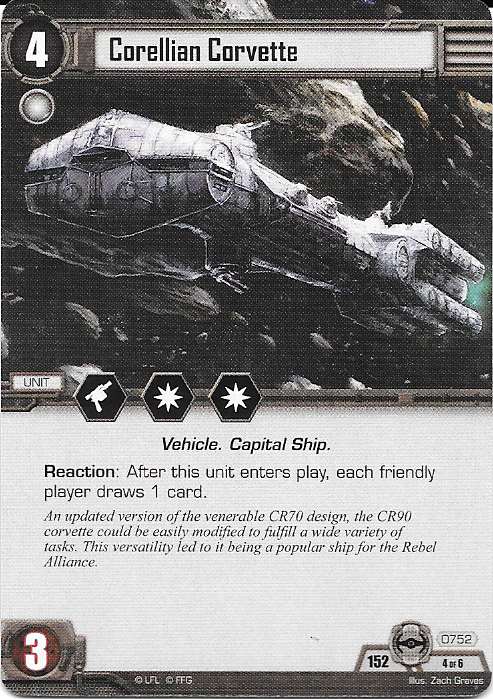 4
Corellian Corvette
UNIT
Vehicle. Capital Ship.
Reaction: After this unit enters play, each friendly
player draws 1 card.
An updated version of the venerable CR70 design, the CR90
corvette could be easily modified to fulfill a wide variety of
tasks. This versatility led to it being a popular ship for the Rebel
Alliance.
3
0752
152
4 OF 6
© LFL © FFG
Illus. Zach Graves